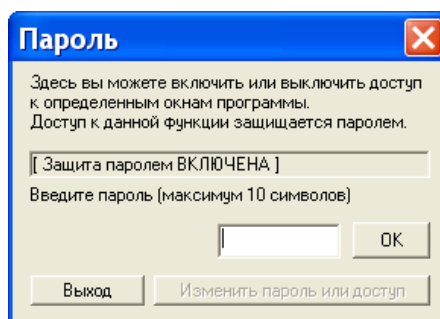 Пароль
Здесь вы можете включить или выключить доступ
к определенным окнам программы.
Доступ к данной функции защищается паролем.
[ Защита паролем ВКЛЮЧЕНА ]
Введите пароль (максимум 10 символов)
OK
Выход
Изменить пароль или доступ